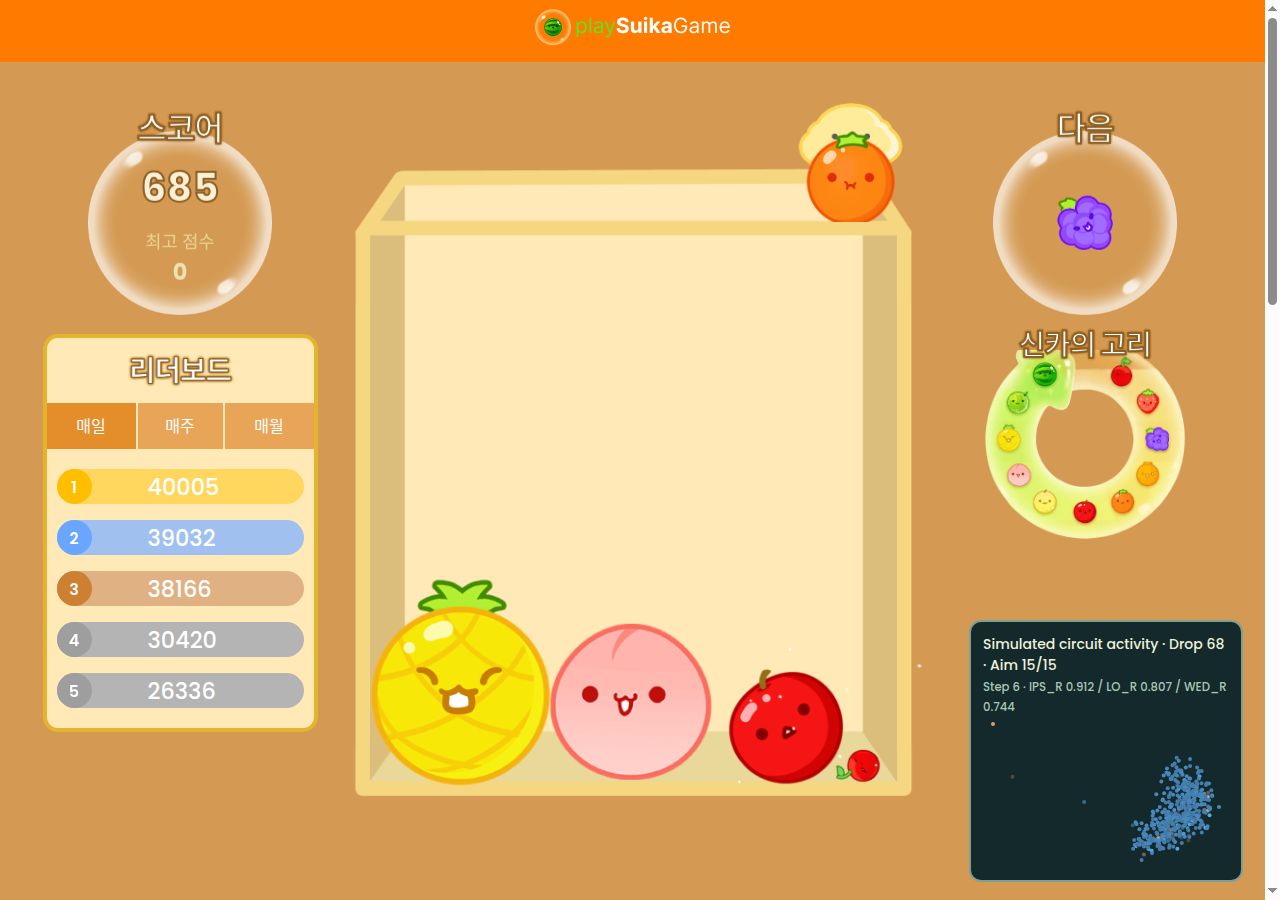 playSuikaGame
스코어
685
최고 점수
0
다음
신카의 고리
리더보드
매일 매주 매월
1 40005
2 39032
3 38166
4 30420
5 26336
Simulated circuit activity · Drop 68
· Aim 15/15
Step 6 · IPS_R 0.912 / LO_R 0.807 / WED_R
0.744